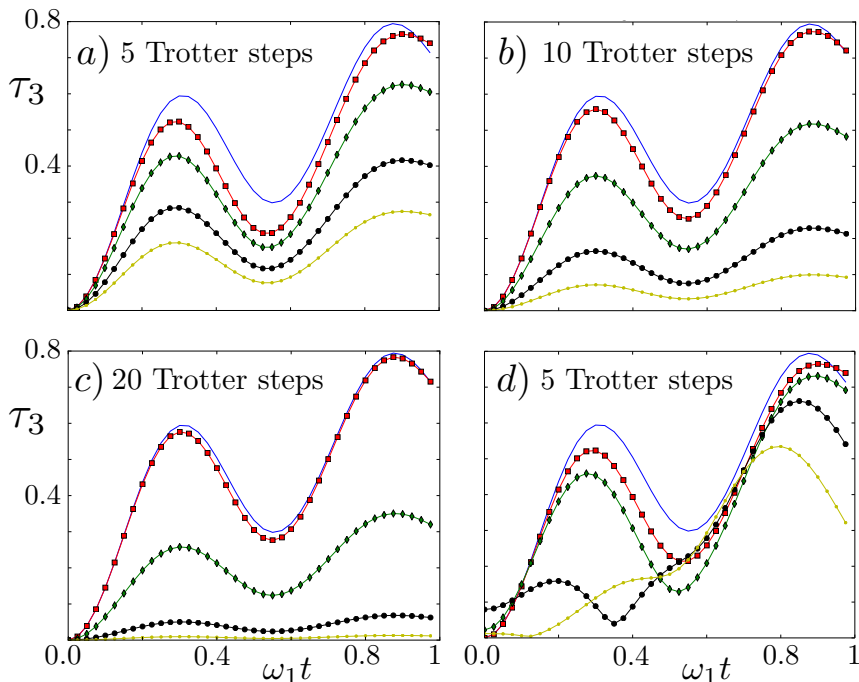 0.8
a) 5 Trotter steps
b) 10 Trotter steps
τ₃
0.4
0.8
c) 20 Trotter steps
d) 5 Trotter steps
τ₃
0.4
0.0 0.4 0.8 1
ω₁t
0.0 0.4 0.8 1
ω₁t